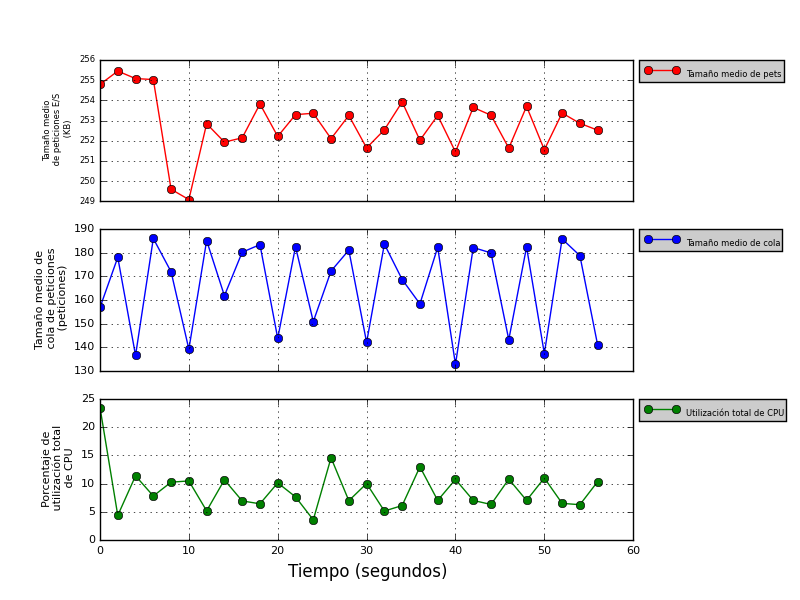 256
255
254
253
252
251
250
249
Tamaño medio
de peticiones E/S
(KB)
Tamaño medio de pets
190
180
170
160
150
140
130
Tamaño medio de
cola de peticiones
(peticiones)
Tamaño medio de cola
25
20
15
10
5
0
Porcentaje de
utilización total
de CPU
Utilización total de CPU
0 10 20 30 40 50 60
Tiempo (segundos)